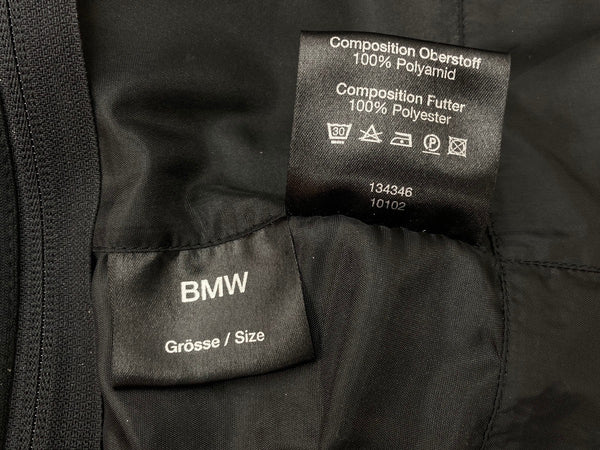 Composition Oberstoff
100% Polyamid
Composition Futter
100% Polyester
30
P
134346
10102
BMW
Grösse / Size